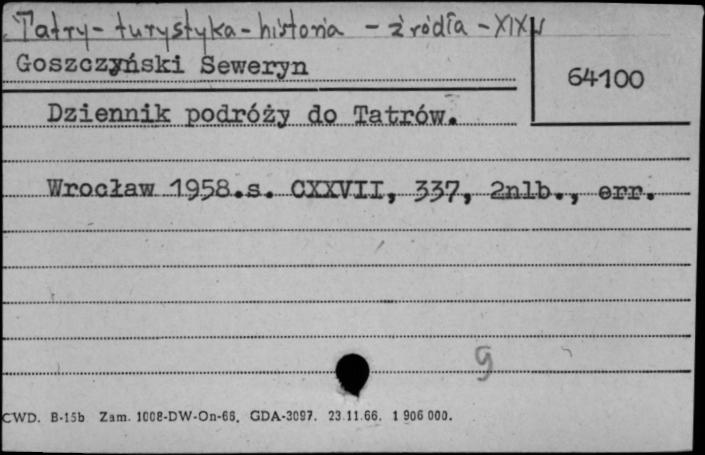 Tatry - turystyka - historia - źródła - XIX w
Goszczyński Seweryn
64100
Dziennik podróży do Tatrów.
Wrocław 1958.s. CXXVII, 337, 2nlb., err.
g
CWD. B-15b Zam. 1008-DW-On-66. GDA-3097. 23.11.66. 1 906 000.